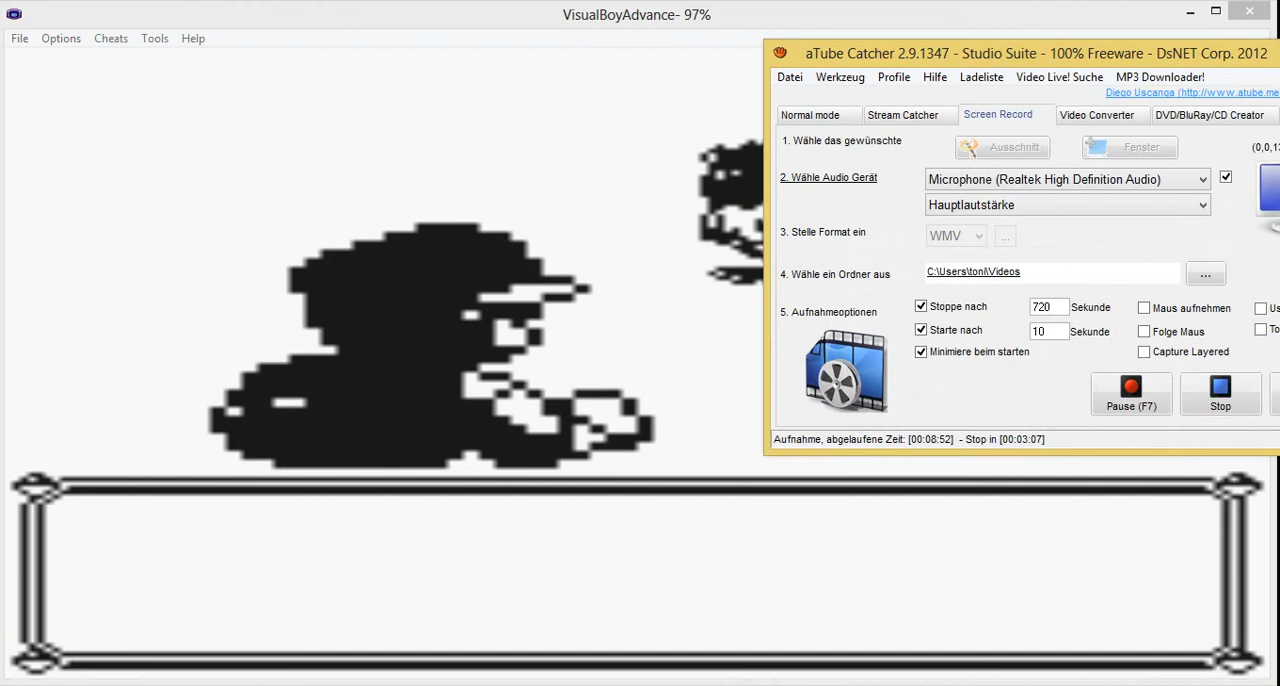 VisualBoyAdvance- 97%
File Options Cheats Tools Help
aTube Catcher 2.9.1347 - Studio Suite - 100% Freeware - DsNET Corp. 2012
Datei Werkzeug Profile Hilfe Ladeliste Video Live! Suche MP3 Downloader!
Diego Uscanga (http://www.atube.me
Normal mode Stream Catcher Screen Record Video Converter DVD/BluRay/CD Creator
1. Wähle das gewünschte Ausschnitt Fenster (0,0,13
2. Wähle Audio Gerät Microphone (Realtek High Definition Audio)
Hauptlautstärke
3. Stelle Format ein WMV ...
4. Wähle ein Ordner aus C:\Users\toni\Videos ...
5. Aufnahmeoptionen Stoppe nach 720 Sekunde Maus aufnehmen Us
Starte nach 10 Sekunde Folge Maus To
Minimiere beim starten Capture Layered
Pause (F7) Stop
Aufnahme, abgelaufene Zeit: [00:08:52] - Stop in [00:03:07]